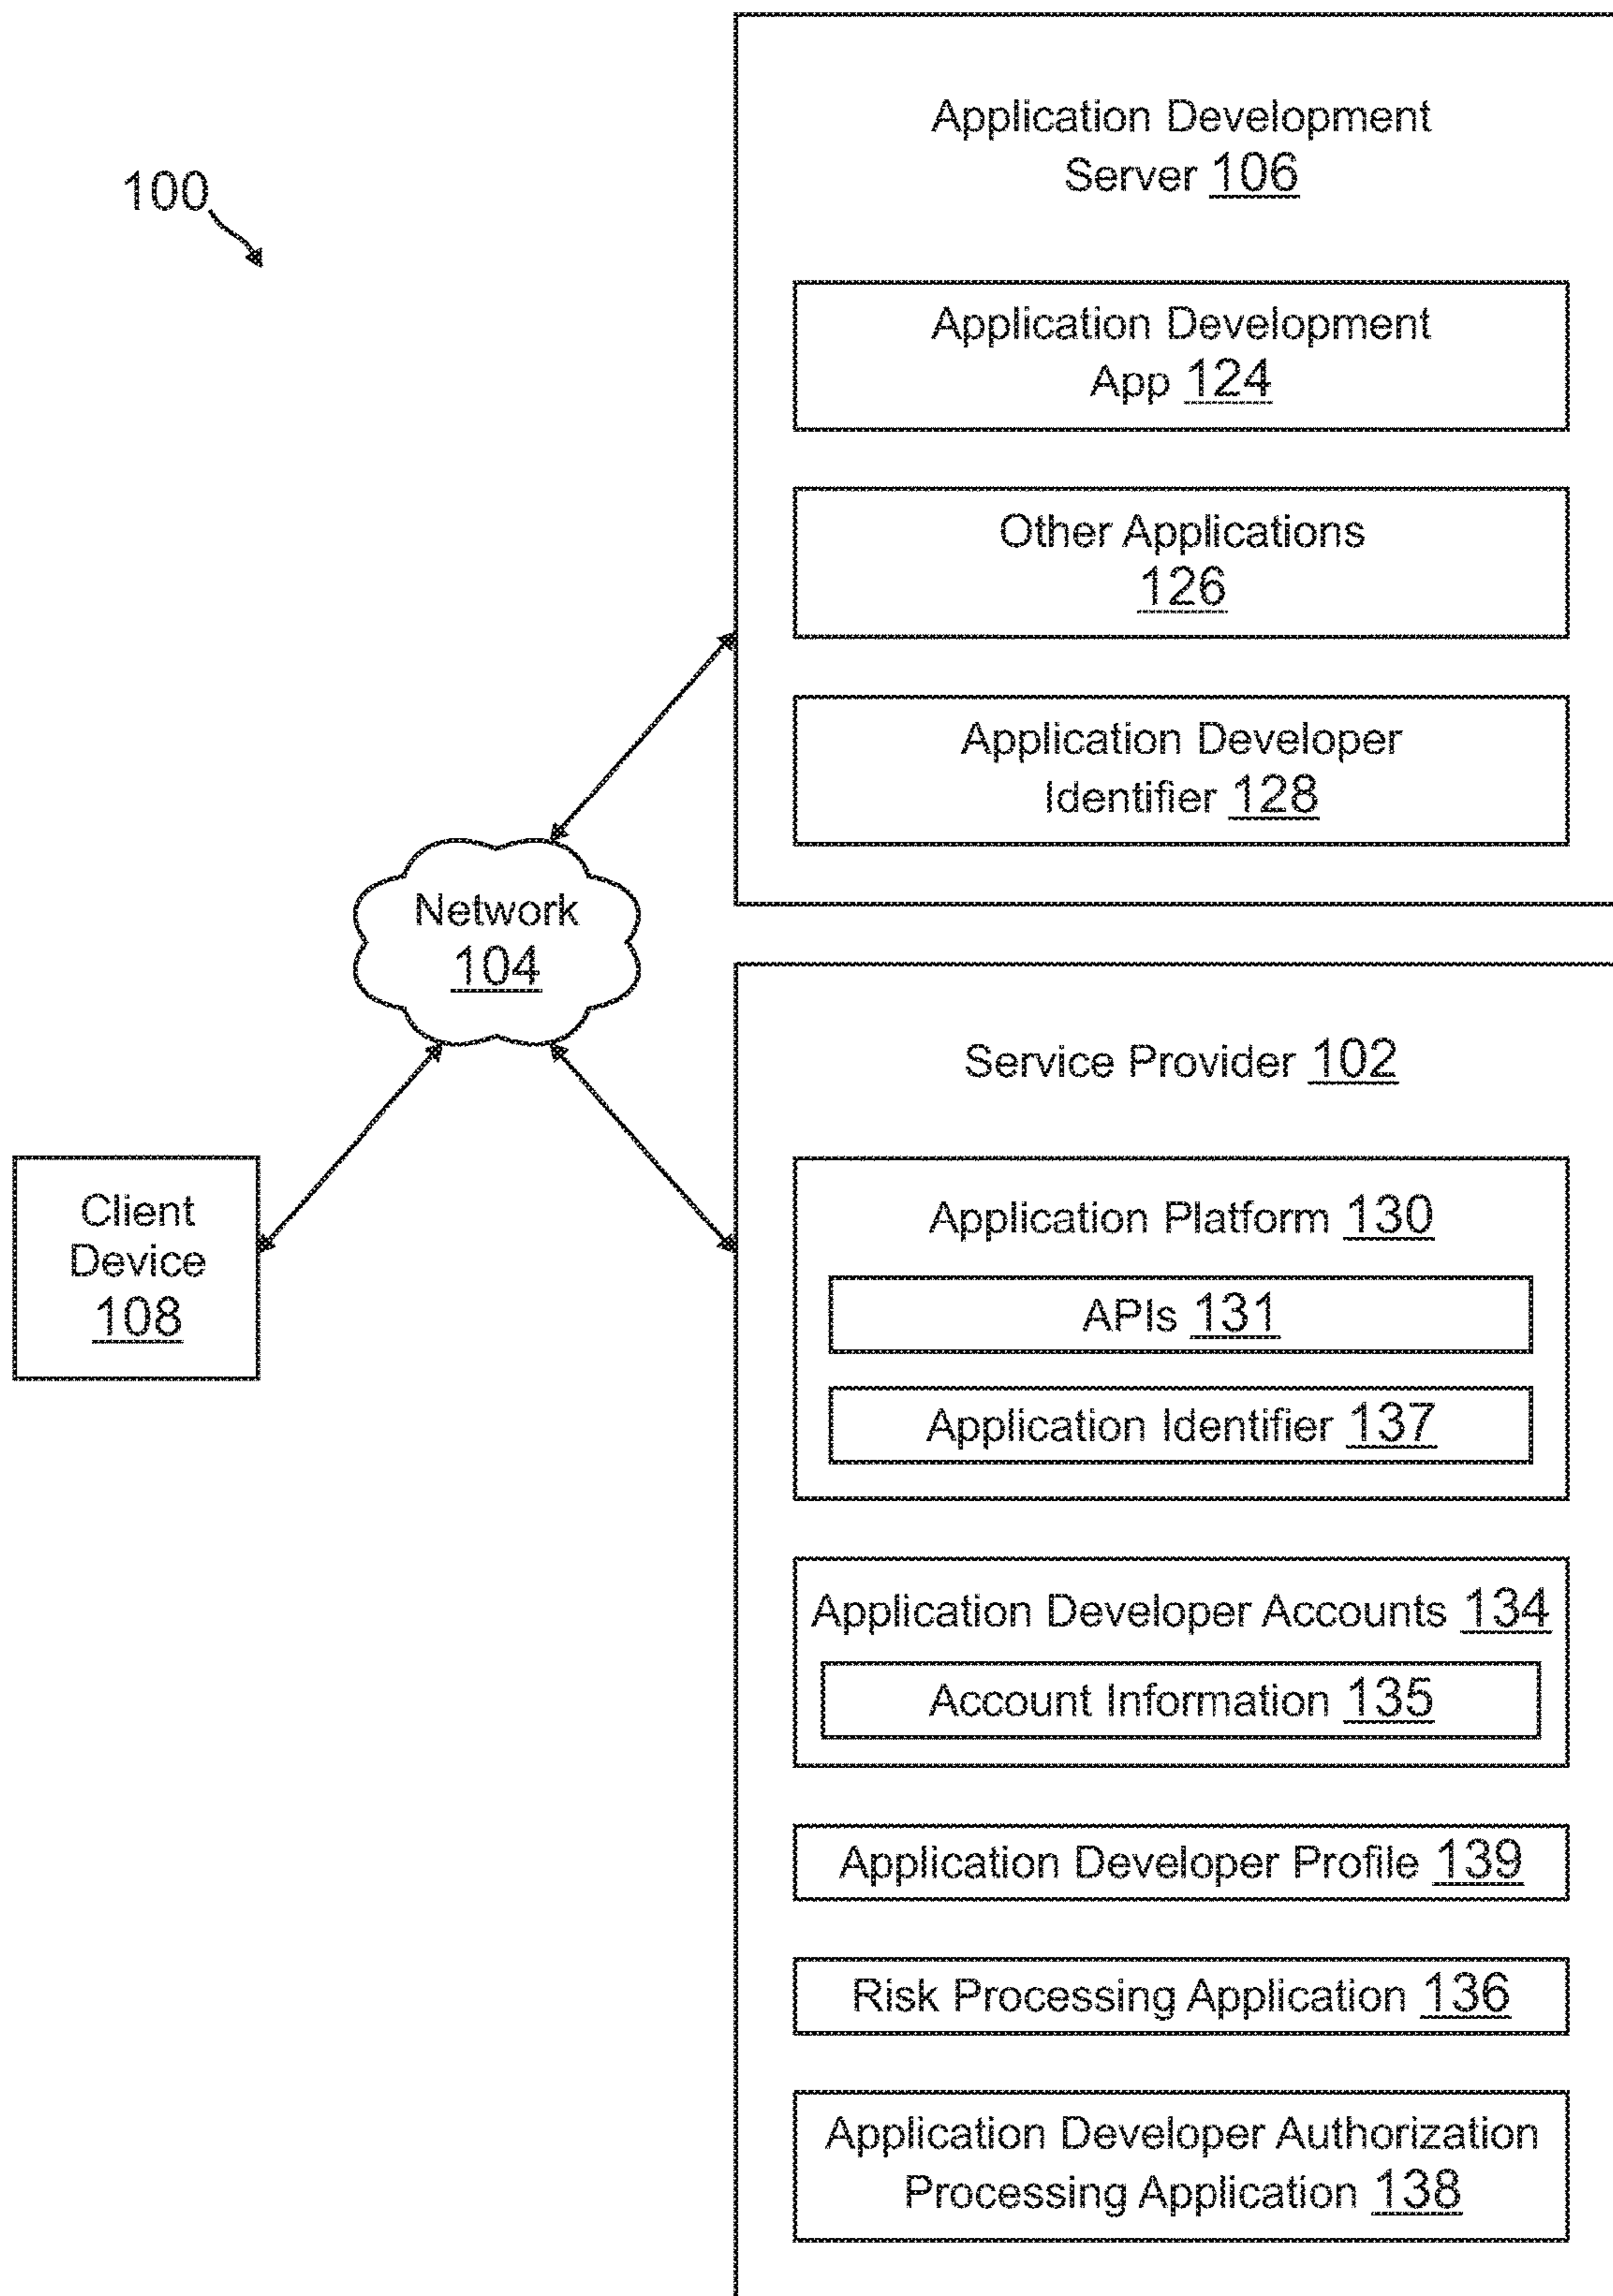 100
Application Development
Server 106
Application Development
App 124
Other Applications
126
Application Developer
Identifier 128
Network
104
Client
Device
108
Service Provider 102
Application Platform 130
APIs 131
Application Identifier 137
Application Developer Accounts 134
Account Information 135
Application Developer Profile 139
Risk Processing Application 136
Application Developer Authorization
Processing Application 138